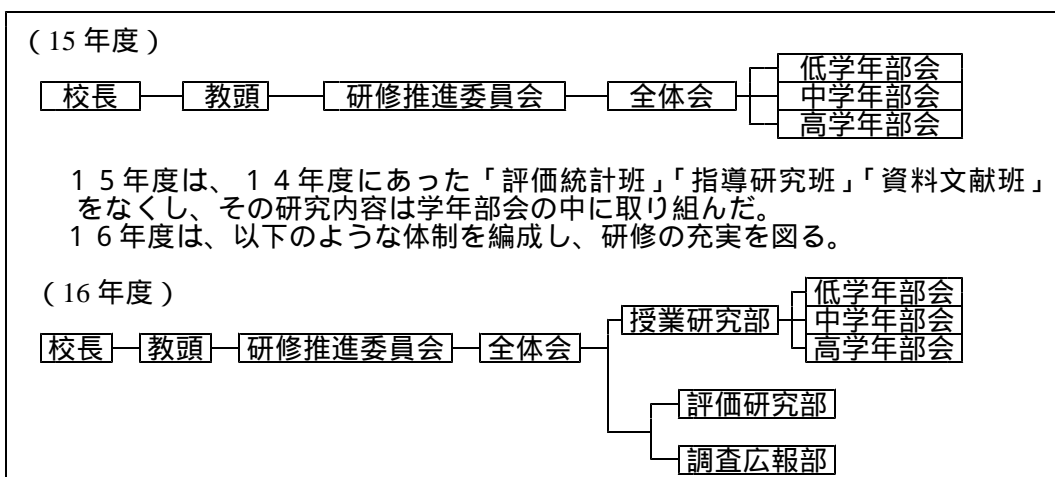 （15年度）
低学年部会
校長 教頭 研修推進委員会 全体会 中学年部会
高学年部会
１５年度は、１４年度にあった「評価統計班」「指導研究班」「資料文献班」
をなくし、その研究内容は学年部会の中に取り組んだ。
１６年度は、以下のような体制を編成し、研修の充実を図る。
（16年度）
低学年部会
授業研究部 中学年部会
校長 教頭 研修推進委員会 全体会 高学年部会
評価研究部
調査広報部